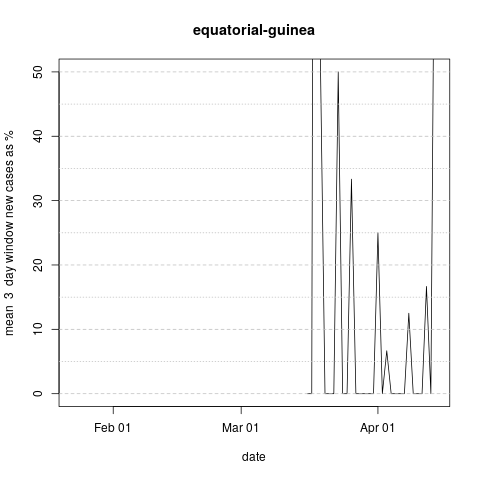 equatorial-guinea
mean 3 day window new cases as %
50
40
30
20
10
0
Feb 01
Mar 01
Apr 01
date